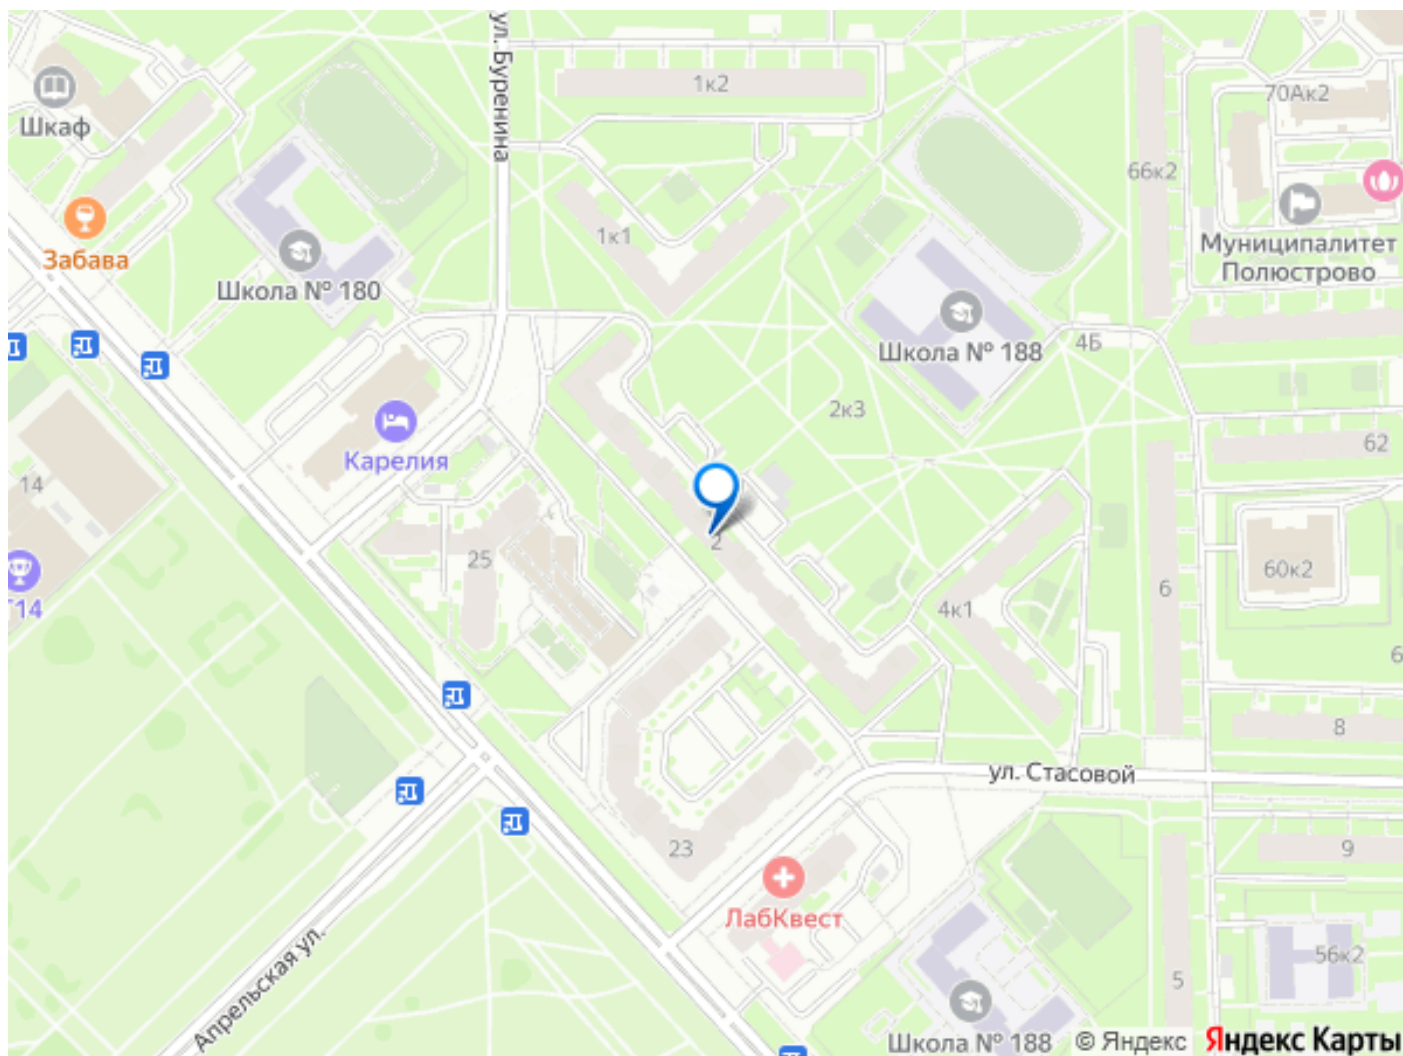 ул. Буренина
1к2
70Ак2
Шкаф
66к2
1к1
Муниципалитет
Полюстрово
Забава
Школа № 180
Школа № 188
4Б
2к3
62
Карелия
14
2
25
60к2
6
4к1
Г14
6
8
ул. Стасовой
23
9
ЛабКвест
Апрельская ул.
56к2
5
Школа № 188
© Яндекс
Яндекс Карты